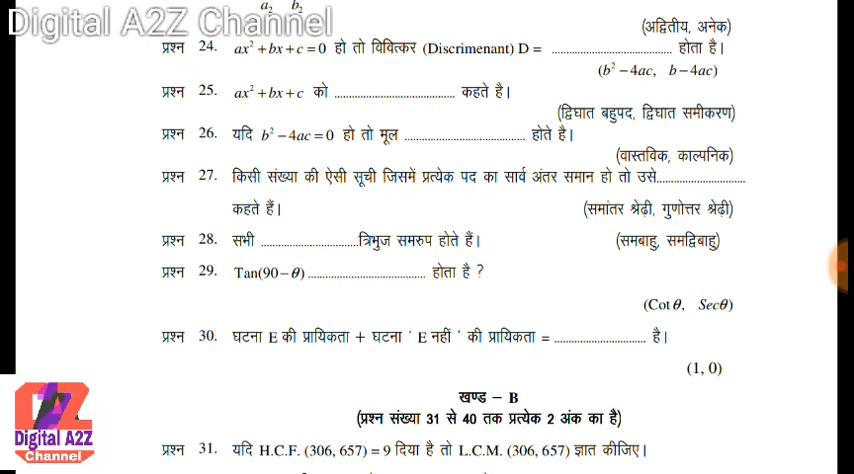 a₂ b₂
Digital A2Z Channel
(अद्वितीय, अनेक)
प्रश्न 24. ax² + bx + c = 0 हो तो विवित्कर (Discrimenant) D = ........................................ होता है।
(b² − 4ac, b − 4ac)
प्रश्न 25. ax² + bx + c को ........................................ कहते है।
(द्विघात बहुपद, द्विघात समीकरण)
प्रश्न 26. यदि b² − 4ac = 0 हो तो मूल ........................................ होते है।
(वास्तविक, काल्पनिक)
प्रश्न 27. किसी संख्या की ऐसी सूची जिसमें प्रत्येक पद का सार्व अंतर समान हो तो उसे..............................
कहते हैं। (समांतर श्रेढ़ी, गुणोत्तर श्रेढ़ी)
प्रश्न 28. सभी ................................त्रिभुज समरुप होते हैं। (समबाहु, समद्विबाहु)
प्रश्न 29. Tan(90 − θ) ....................................... होता है ?
(Cot θ, Secθ)
प्रश्न 30. घटना E की प्रायिकता + घटना ' E नहीं ' की प्रायिकता = .............................. है।
(1, 0)
खण्ड – B
(प्रश्न संख्या 31 से 40 तक प्रत्येक 2 अंक का है)
प्रश्न 31. यदि H.C.F. (306, 657) = 9 दिया है तो L.C.M. (306, 657) ज्ञात कीजिए।
Digital A2Z
Channel